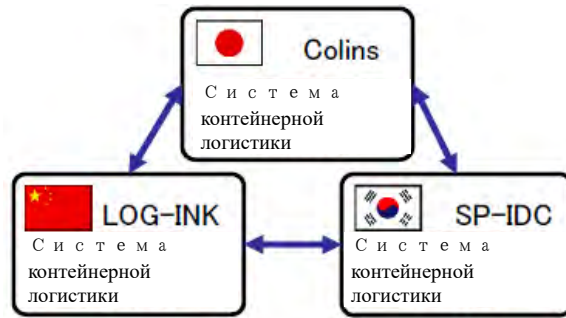 Colins
Система
контейнерной
логистики
LOG-INK
Система
контейнерной
логистики
SP-IDC
Система
контейнерной
логистики